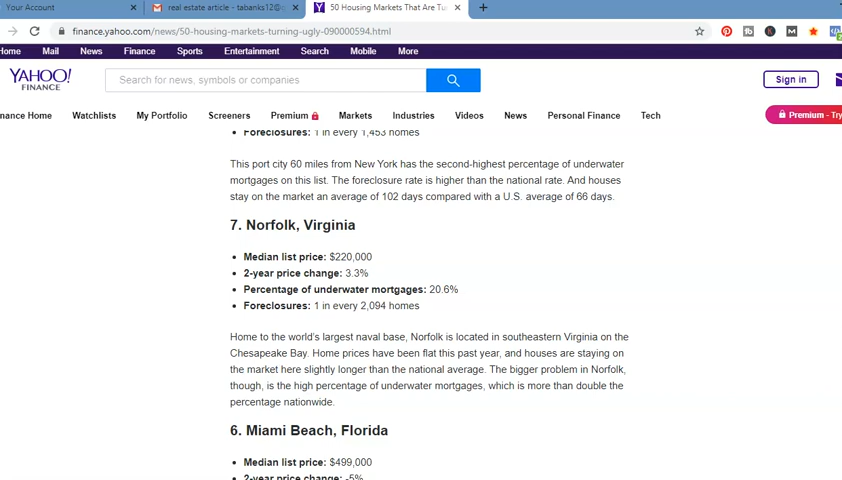 Your Account
real estate article - tabanks12@
50 Housing Markets That Are Tur
finance.yahoo.com/news/50-housing-markets-turning-ugly-090000594.html
Home Mail News Finance Sports Entertainment Search Mobile More
YAHOO!
FINANCE
Search for news, symbols or companies
Sign in
nance Home Watchlists My Portfolio Screeners Premium Markets Industries Videos News Personal Finance Tech
Premium - Try
• Foreclosures: 1 in every 1,453 homes
This port city 60 miles from New York has the second-highest percentage of underwater
mortgages on this list. The foreclosure rate is higher than the national rate. And houses
stay on the market an average of 102 days compared with a U.S. average of 66 days.
7. Norfolk, Virginia
• Median list price: $220,000
• 2-year price change: 3.3%
• Percentage of underwater mortgages: 20.6%
• Foreclosures: 1 in every 2,094 homes
Home to the world's largest naval base, Norfolk is located in southeastern Virginia on the
Chesapeake Bay. Home prices have been flat this past year, and houses are staying on
the market here slightly longer than the national average. The bigger problem in Norfolk,
though, is the high percentage of underwater mortgages, which is more than double the
percentage nationwide.
6. Miami Beach, Florida
• Median list price: $499,000
• 2-year price change: -5%